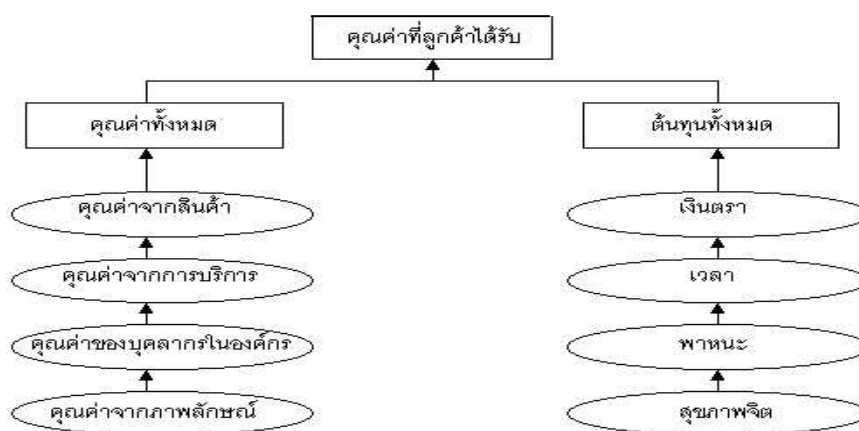 คุณค่าที่ลูกค้าได้รับ
คุณค่าทั้งหมด
ต้นทุนทั้งหมด
คุณค่าจากสินค้า
เงินตรา
คุณค่าจากการบริการ
เวลา
คุณค่าของบุคลากรในองค์กร
พาหนะ
คุณค่าจากภาพลักษณ์
สุขภาพจิต